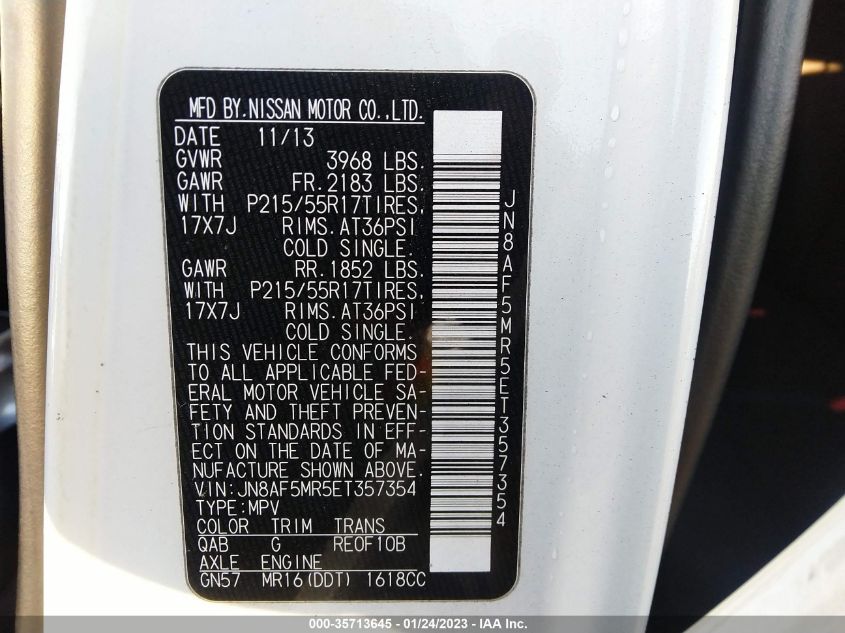 MFD BY.NISSAN MOTOR CO.,LTD.
DATE 11/13
GVWR 3968 LBS.
GAWR FR.2183 LBS.
WITH P215/55R17TIRES,
17X7J RIMS.AT36PSI
COLD SINGLE.
GAWR RR.1852 LBS.
WITH P215/55R17TIRES,
17X7J RIMS.AT36PSI
COLD SINGLE.
THIS VEHICLE CONFORMS
TO ALL APPLICABLE FED-
ERAL MOTOR VEHICLE SA-
FETY AND THEFT PREVEN-
TION STANDARDS IN EFF-
ECT ON THE DATE OF MA-
NUFACTURE SHOWN ABOVE.
VIN:JN8AF5MR5ET357354
TYPE:MPV
COLOR TRIM TRANS
QAB G RE0F10B
AXLE ENGINE
GN57 MR16(DDT) 1618CC
JN8AF5MR5ET357354
000-35713645 - 01/24/2023 - IAA Inc.